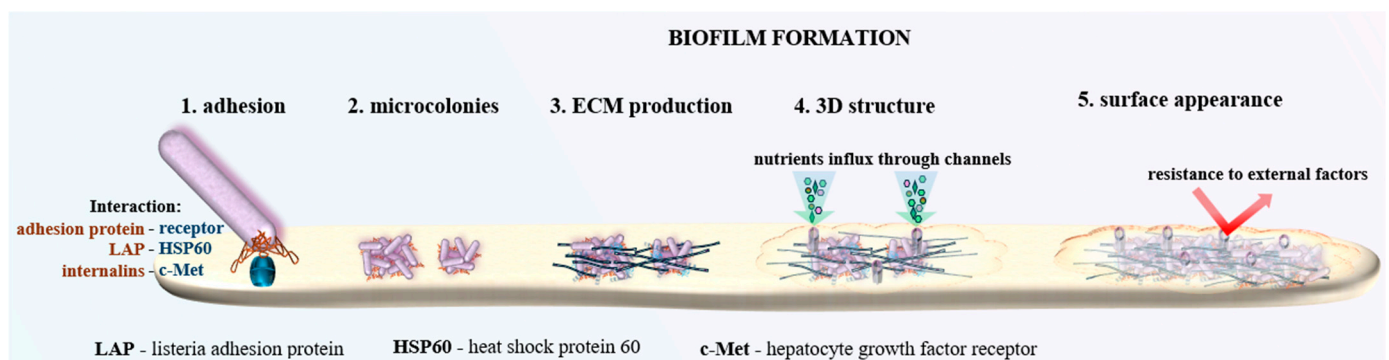 BIOFILM FORMATION
1. adhesion
2. microcolonies
3. ECM production
4. 3D structure
5. surface appearance
nutrients influx through channels
resistance to external factors
Interaction:
adhesion protein - receptor
LAP - HSP60
internalins - c-Met
LAP - listeria adhesion protein
HSP60 - heat shock protein 60
c-Met - hepatocyte growth factor receptor